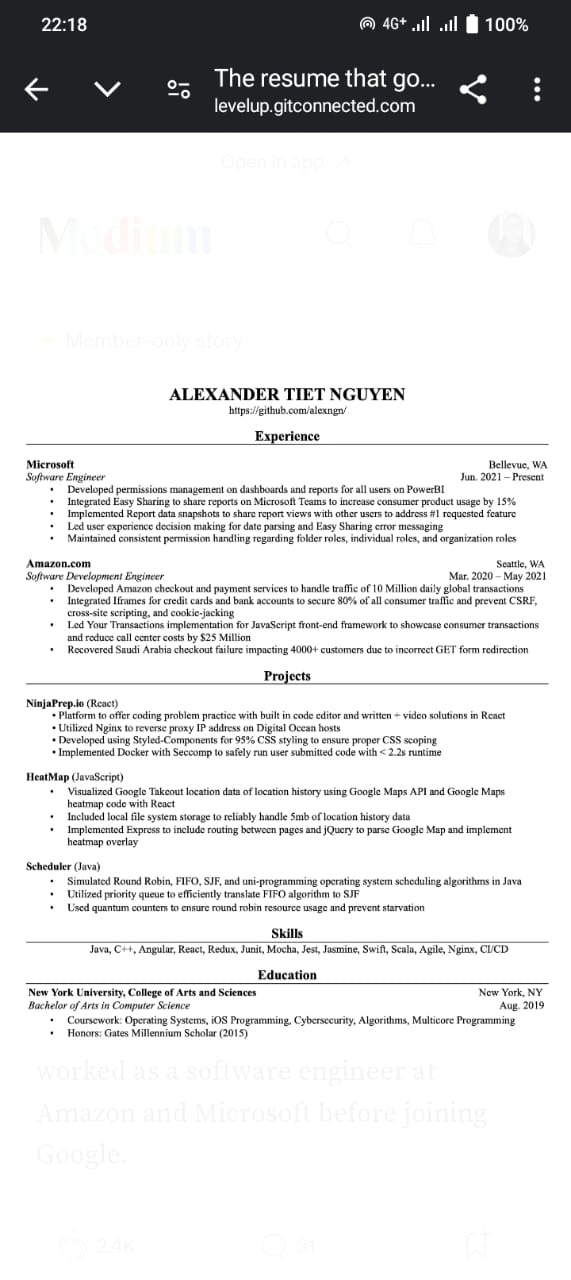 22:18
4G+
100%
The resume that go...
levelup.gitconnected.com
Open in app
Medium
Member-only story
ALEXANDER TIET NGUYEN
https://github.com/alexngn/
Experience
Microsoft
Bellevue, WA
Software Engineer
Jun. 2021 – Present
• Developed permissions management on dashboards and reports for all users on PowerBI
• Integrated Easy Sharing to share reports on Microsoft Teams to increase consumer product usage by 15%
• Implemented Report data snapshots to share report views with other users to address #1 requested feature
• Led user experience decision making for date parsing and Easy Sharing error messaging
• Maintained consistent permission handling regarding folder roles, individual roles, and organization roles
Amazon.com
Seattle, WA
Software Development Engineer
Mar. 2020 – May 2021
• Developed Amazon checkout and payment services to handle traffic of 10 Million daily global transactions
• Integrated Iframes for credit cards and bank accounts to secure 80% of all consumer traffic and prevent CSRF,
cross-site scripting, and cookie-jacking
• Led Your Transactions implementation for JavaScript front-end framework to showcase consumer transactions
and reduce call center costs by $25 Million
• Recovered Saudi Arabia checkout failure impacting 4000+ customers due to incorrect GET form redirection
Projects
NinjaPrep.io (React)
• Platform to offer coding problem practice with built in code editor and written + video solutions in React
• Utilized Nginx to reverse proxy IP address on Digital Ocean hosts
• Developed using Styled-Components for 95% CSS styling to ensure proper CSS scoping
• Implemented Docker with Seccomp to safely run user submitted code with < 2.2s runtime
HeatMap (JavaScript)
• Visualized Google Takeout location data of location history using Google Maps API and Google Maps
heatmap code with React
• Included local file system storage to reliably handle 5mb of location history data
• Implemented Express to include routing between pages and jQuery to parse Google Map and implement
heatmap overlay
Scheduler (Java)
• Simulated Round Robin, FIFO, SJF, and uni-programming operating system scheduling algorithms in Java
• Utilized priority queue to efficiently translate FIFO algorithm to SJF
• Used quantum counters to ensure round robin resource usage and prevent starvation
Skills
Java, C++, Angular, React, Redux, Junit, Mocha, Jest, Jasmine, Swift, Scala, Agile, Nginx, CI/CD
Education
New York University, College of Arts and Sciences
New York, NY
Bachelor of Arts in Computer Science
Aug. 2019
• Coursework: Operating Systems, iOS Programming, Cybersecurity, Algorithms, Multicore Programming
• Honors: Gates Millennium Scholar (2015)
worked as a software engineer at
Amazon and Microsoft before joining
Google.
2.4K
31